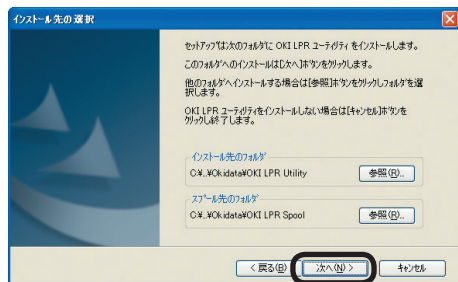 インストール先の選択
セットアップは次のフォルダに OKI LPR ユーティリティ をインストールします。
このフォルダへのインストールは[次へ]ボタンをクリックします。
他のフォルダへインストールする場合は[参照]ボタンをクリックしフォルダを選
択します。
OKI LPR ユーティリティをインストールしない場合は[キャンセル]ボタンを
クリックし終了します。
インストール先のフォルダ
C:¥..¥Okidata¥OKI LPR Utility
参照(R)...
スプール先のフォルダ
C:¥..¥Okidata¥OKI LPR Spool
参照(R)...
< 戻る(B)
次へ(N) >
キャンセル